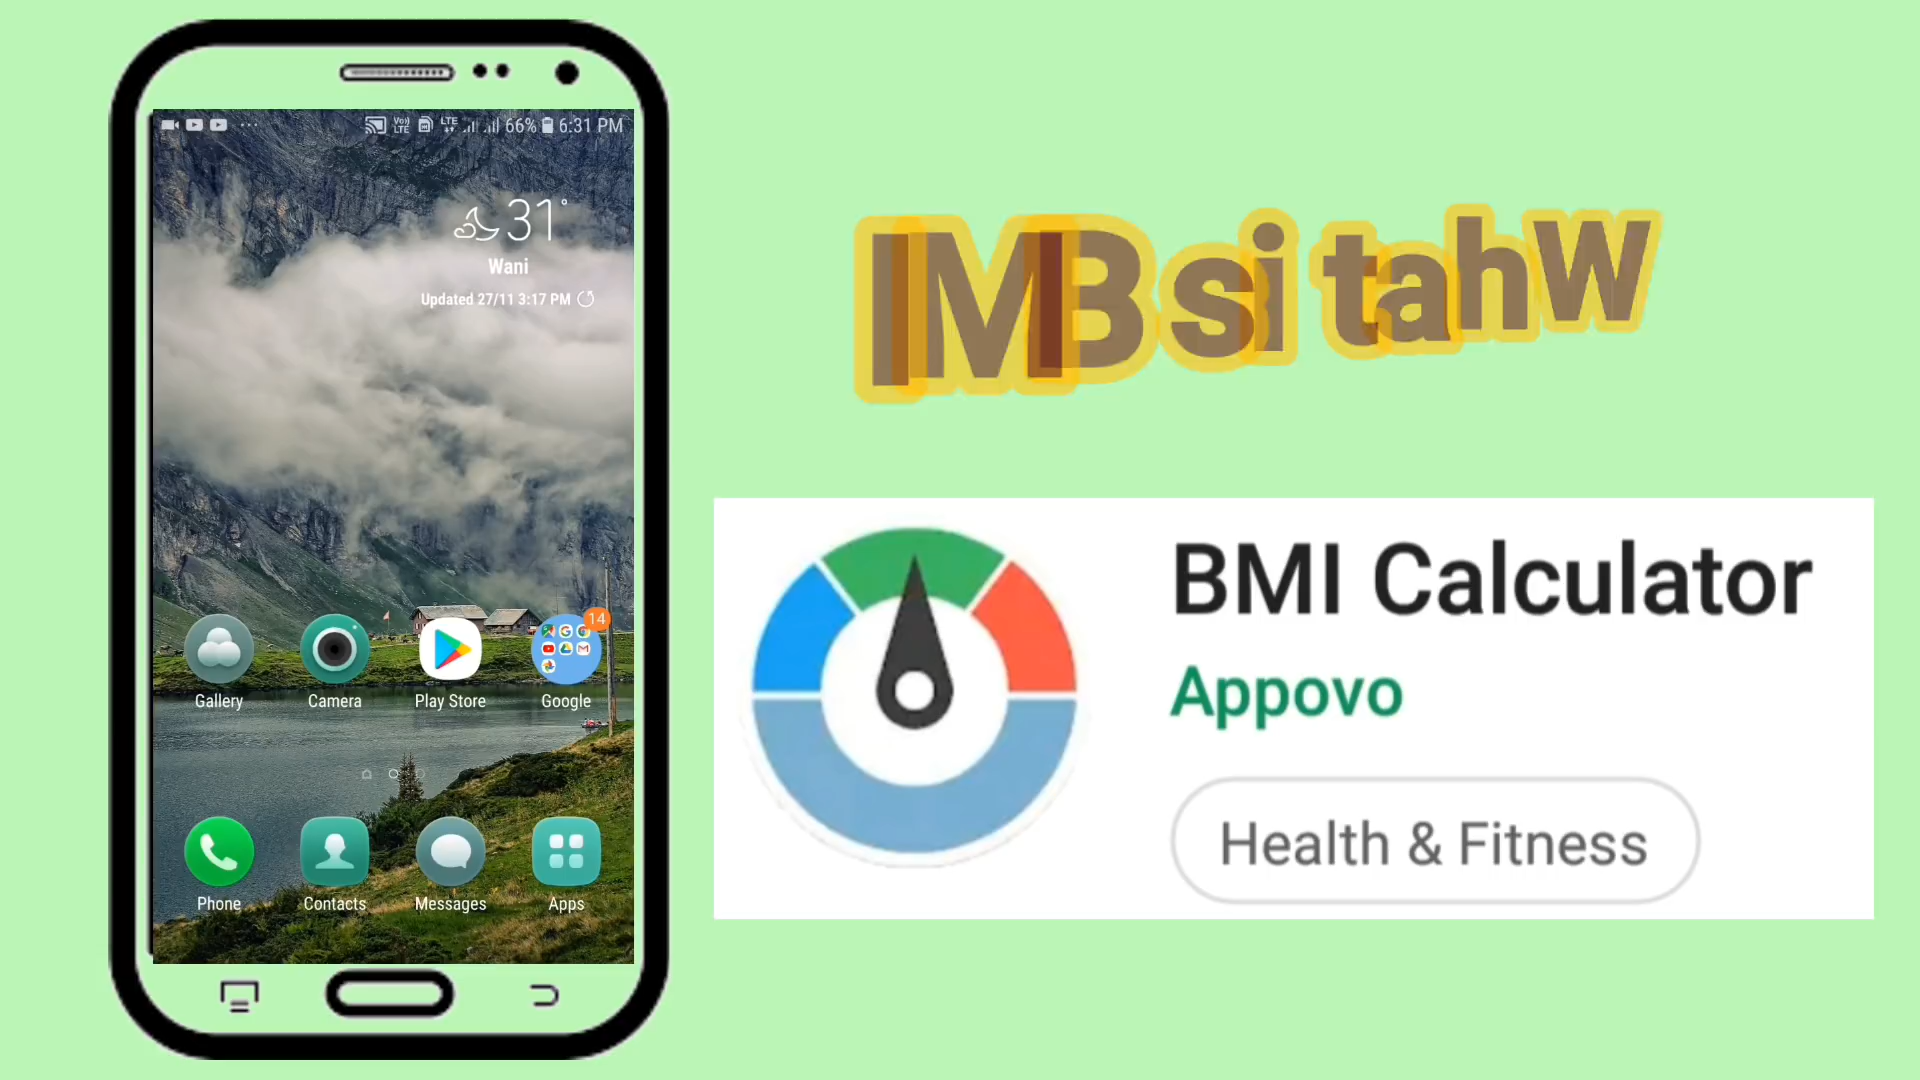 66% 6:31 PM
31°
Wani
Updated 27/11 3:17 PM
14
Gallery Camera Play Store Google
Phone Contacts Messages Apps
IMB si tahW
BMI Calculator
Appovo
Health & Fitness